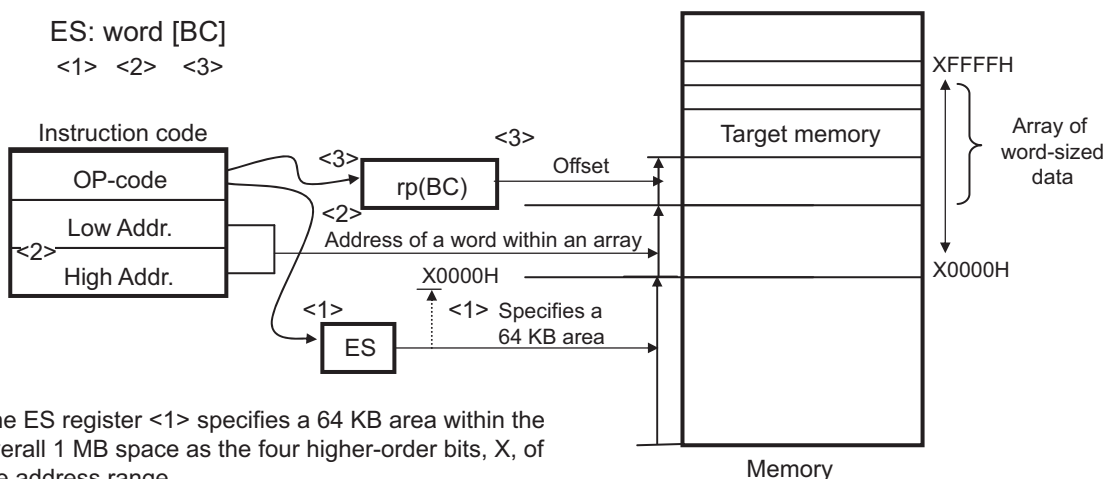 ES: word [BC]
<1> <2> <3>
Instruction code
OP-code
Low Addr.
<2>
High Addr.
<3>
rp(BC)
<3>
Offset
<2>
Address of a word within an array
X0000H
<1>
ES
<1> Specifies a
64 KB area
Target memory
XFFFFH
Array of
word-sized
data
X0000H
Memory
ES register <1> specifies a 64 KB area within the
1 MB space as the four higher-order bits, X, of
address range